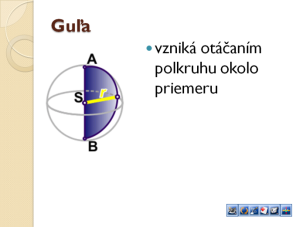 Guľa
vzniká otáčaním
polkruhu okolo
priemeru
A
S
r
B